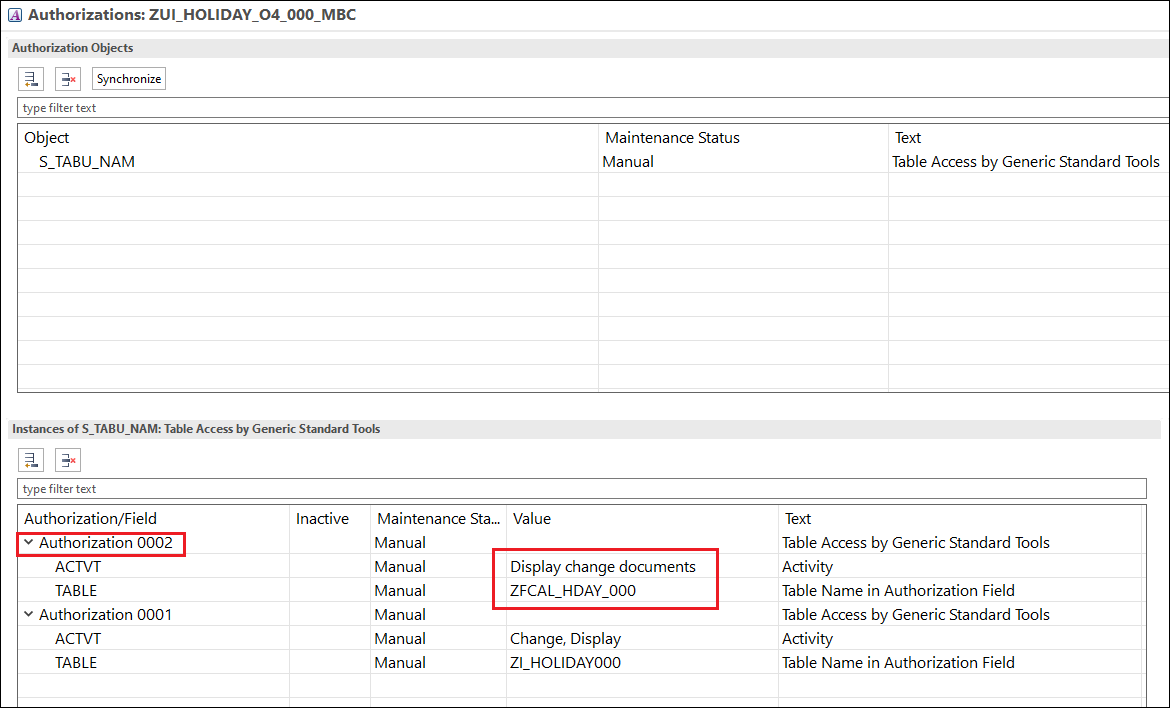 Authorizations: ZUI_HOLIDAY_O4_000_MBC
Authorization Objects
Synchronize
type filter text
Object Maintenance Status Text
S_TABU_NAM Manual Table Access by Generic Standard Tools
Instances of S_TABU_NAM: Table Access by Generic Standard Tools
type filter text
Authorization/Field Inactive Maintenance Sta... Value Text
Authorization 0002 Manual Table Access by Generic Standard Tools
ACTVT Manual Display change documents Activity
TABLE Manual ZFCAL_HDAY_000 Table Name in Authorization Field
Authorization 0001 Manual Table Access by Generic Standard Tools
ACTVT Manual Change, Display Activity
TABLE Manual ZI_HOLIDAY000 Table Name in Authorization Field